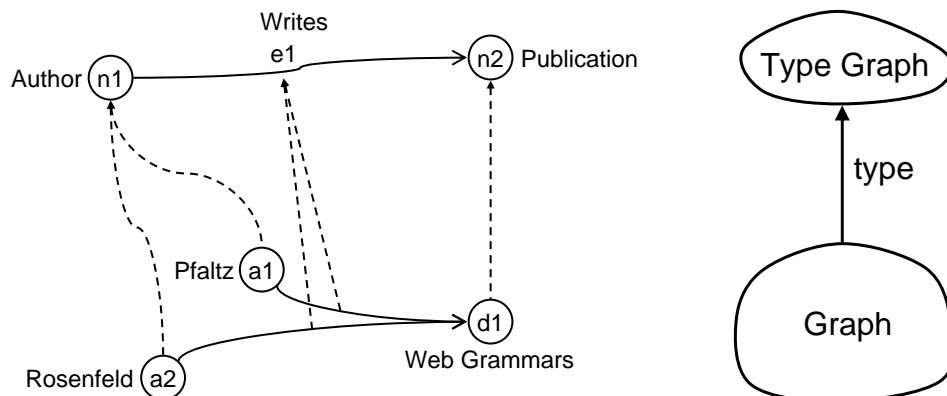 Writes
e1
Author n1
n2 Publication
Pfaltz a1
d1
Web Grammars
Rosenfeld a2
Type Graph
type
Graph